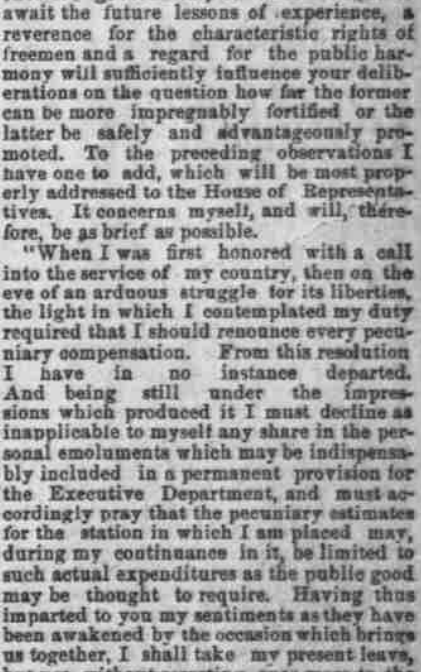 await the future lessons of experience, a
reverence for the characteristic rights of
freemen and a regard for the public har-
mony will sufficiently influence your delib-
erations on the question how far the former
can be more impregnably fortified or the
latter be safely and advantageously pro-
moted. To the preceding observations I
have one to add, which will be most prop-
erly addressed to the House of Representa-
tives. It concerns myself, and will, there-
fore, be as brief as possible.
"When I was first honored with a call
into the service of my country, then on the
eve of an arduous struggle for its liberties,
the light in which I contemplated my duty
required that I should renounce every pecu-
niary compensation. From this resolution
I have in no instance departed.
And being still under the impres-
sions which produced it I must decline as
inapplicable to myself any share in the per-
sonal emoluments which may be indispensa-
bly included in a permanent provision for
the Executive Department, and must ac-
cordingly pray that the pecuniary estimates
for the station in which I am placed may,
during my continuance in it, be limited to
such actual expenditures as the public good
may be thought to require. Having thus
imparted to you my sentiments as they have
been awakened by the occasion which brings
us together, I shall take my present leave,